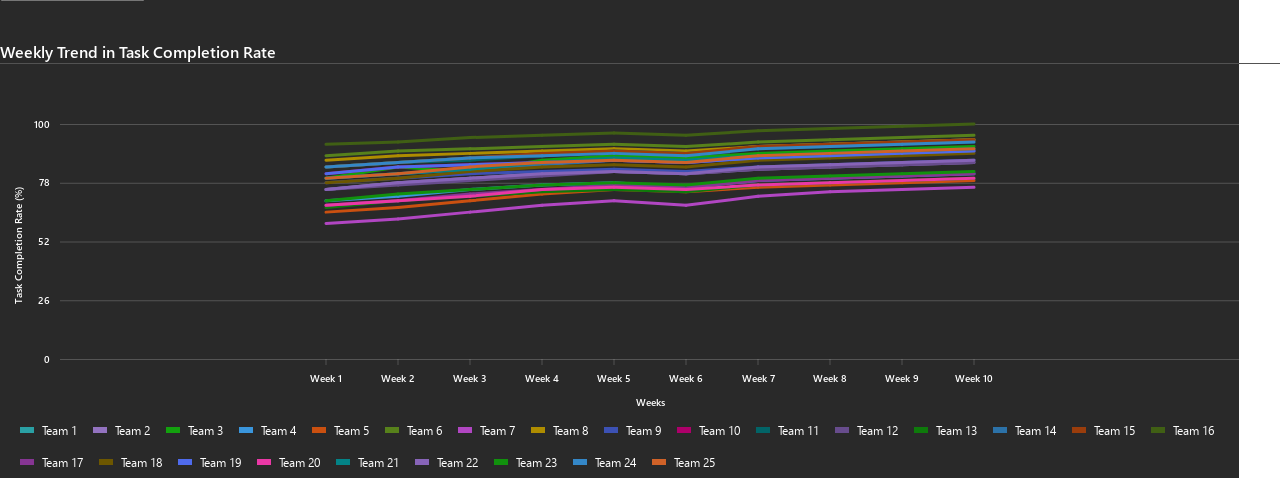 Weekly Trend in Task Completion Rate
100
78
52
26
0
Task Completion Rate (%)
Week 1 Week 2 Week 3 Week 4 Week 5 Week 6 Week 7 Week 8 Week 9 Week 10
Weeks
Team 1 Team 2 Team 3 Team 4 Team 5 Team 6 Team 7 Team 8 Team 9 Team 10 Team 11 Team 12 Team 13 Team 14 Team 15 Team 16
Team 17 Team 18 Team 19 Team 20 Team 21 Team 22 Team 23 Team 24 Team 25